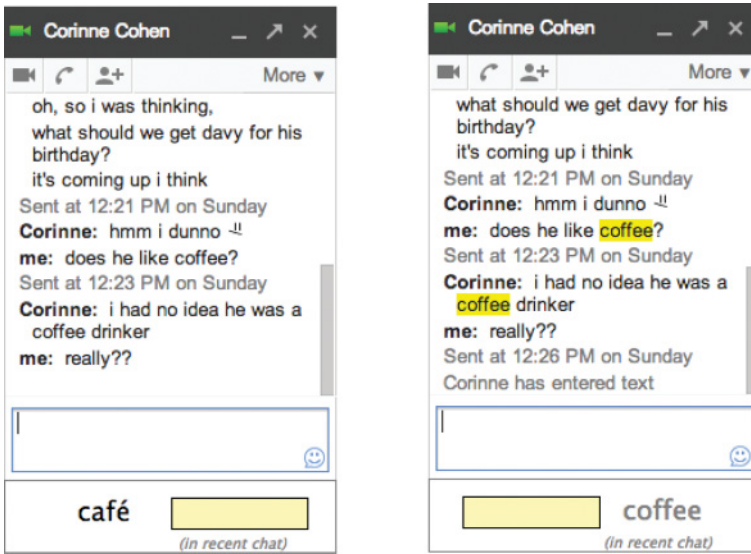 Corinne Cohen
More ▼
oh, so i was thinking,
what should we get davy for his
birthday?
it's coming up i think
Sent at 12:21 PM on Sunday
Corinne: hmm i dunno
me: does he like coffee?
Sent at 12:23 PM on Sunday
Corinne: i had no idea he was a
coffee drinker
me: really??
café
(in recent chat)
Corinne Cohen
More ▼
what should we get davy for his
birthday?
it's coming up i think
Sent at 12:21 PM on Sunday
Corinne: hmm i dunno
me: does he like coffee?
Sent at 12:23 PM on Sunday
Corinne: i had no idea he was a
coffee drinker
me: really??
Sent at 12:26 PM on Sunday
Corinne has entered text
coffee
(in recent chat)